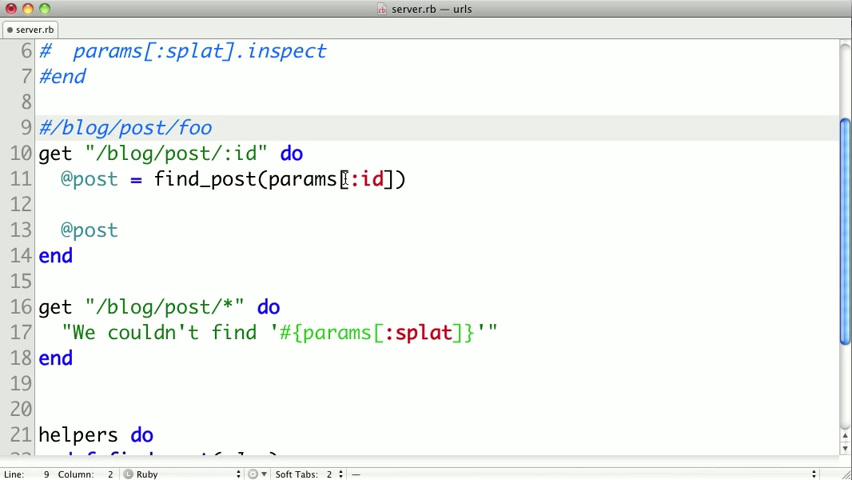 server.rb — urls
server.rb
6 #  params[:splat].inspect
7 #end
8
9 #/blog/post/foo
10 get "/blog/post/:id" do
11   @post = find_post(params[:id])
12
13   @post
14 end
15
16 get "/blog/post/*" do
17   "We couldn't find '#{params[:splat]}'"
18 end
19
20
21 helpers do
Line: 9 Column: 2 Ruby Soft Tabs: 2 —